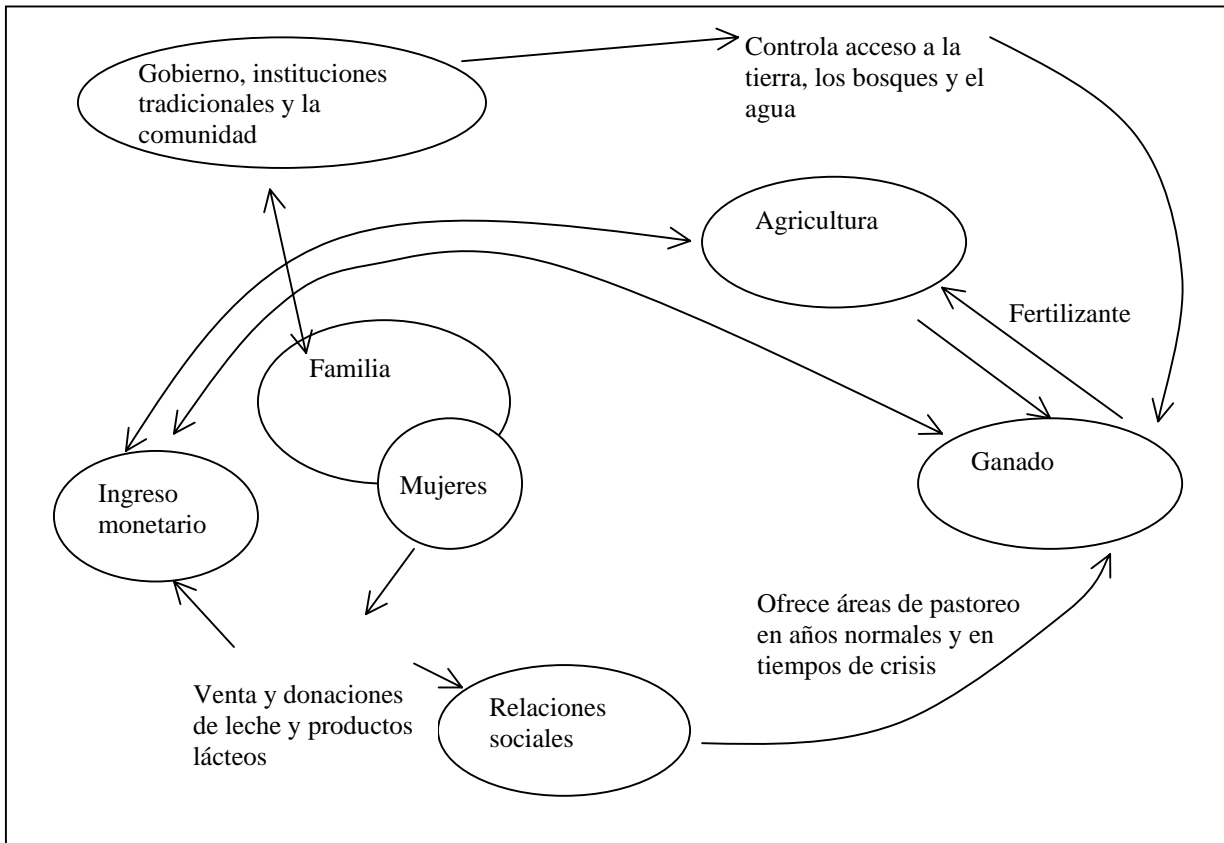 Gobierno, instituciones
tradicionales y la
comunidad
Controla acceso a la
tierra, los bosques y el
agua
Agricultura
Fertilizante
Familia
Ganado
Mujeres
Ingreso
monetario
Ofrece áreas de pastoreo
en años normales y en
tiempos de crisis
Venta y donaciones
de leche y productos
lácteos
Relaciones
sociales